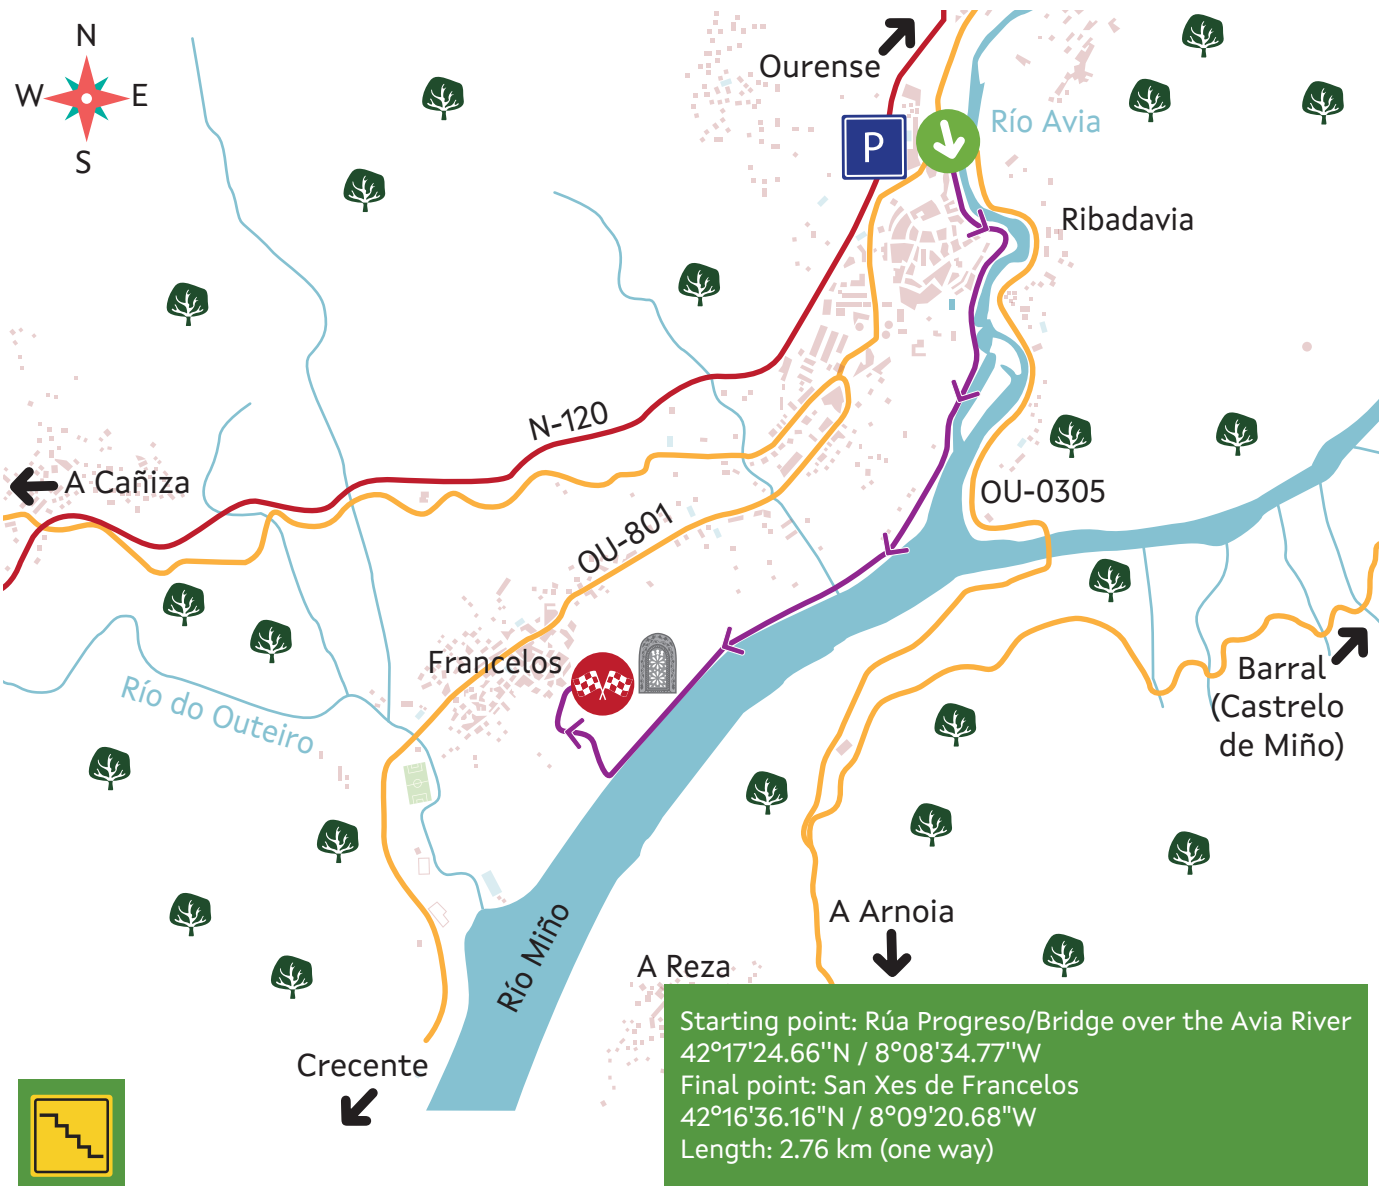 N
W
E
S
Ourense
P
Río Avia
Ribadavia
N-120
A Cañiza
OU-0305
OU-801
Francelos
Río do Outeiro
Barral
(Castrelo
de Miño)
A Arnoia
Río Miño
A Reza
Crecente
Starting point: Rúa Progreso/Bridge over the Avia River
42°17'24.66''N / 8°08'34.77''W
Final point: San Xes de Francelos
42°16'36.16"N / 8°09'20.68"W
Length: 2.76 km (one way)